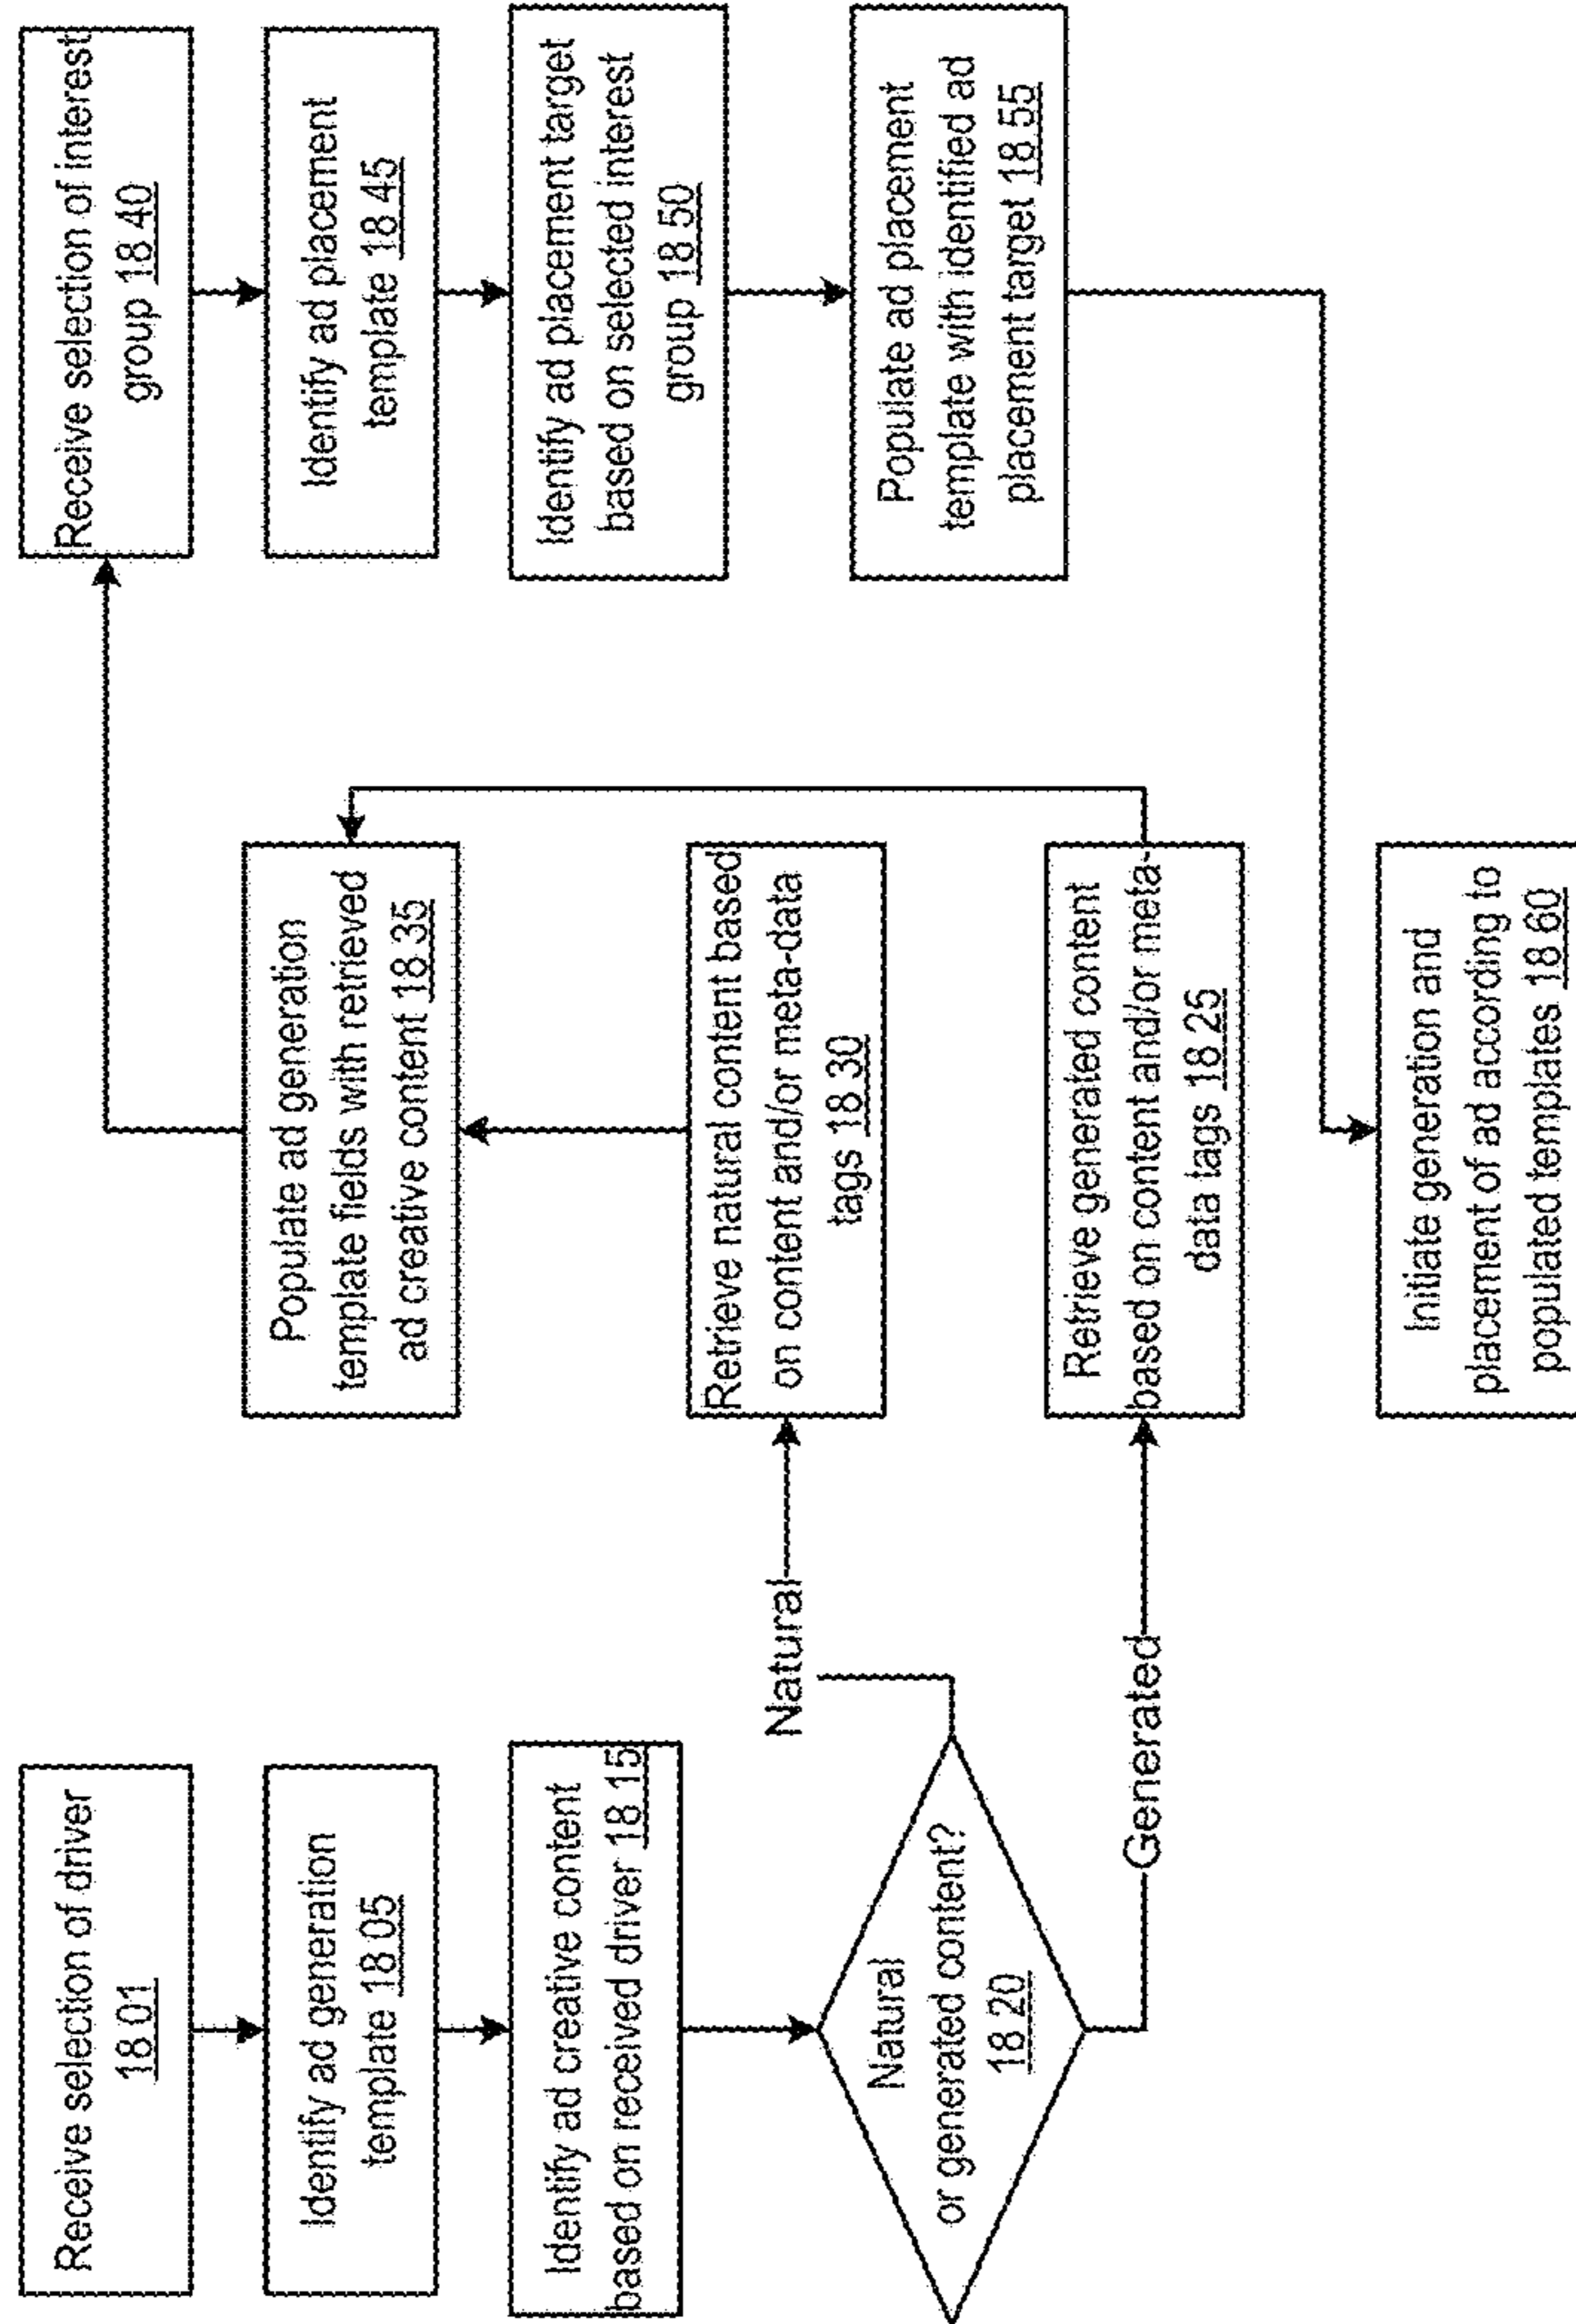 Receive selection of driver
18 01
Identify ad generation
template 18 05
Identify ad creative content
based on received driver 18 15
Natural
or generated content?
18 20
Natural
Generated
Populate ad generation
template fields with retrieved
ad creative content 18 35
Retrieve natural content based
on content and/or meta-data
tags 18 30
Retrieve generated content
based on content and/or meta-
data tags 18 25
Initiate generation and
placement of ad according to
populated templates 18 60
Receive selection of interest
group 18 40
Identify ad placement
template 18 45
Identify ad placement target
based on selected interest
group 18 50
Populate ad placement
template with identified ad
placement target 18 55